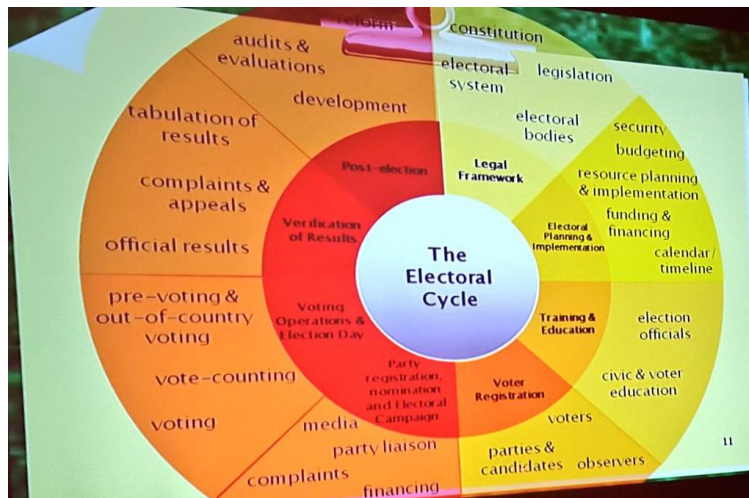 The
Electoral
Cycle
Legal
Framework
constitution
electoral
system
legislation
electoral
bodies
Electoral
Planning &
Implementation
security
budgeting
resource planning
& implementation
funding &
financing
calendar/
timeline
Training &
Education
election
officials
civic & voter
education
Voter
Registration
voters
parties &
candidates
observers
Party
registration,
nomination
and Electoral
Campaign
media
party liaison
complaints
financing
Voting
Operations &
Election Day
pre-voting &
out-of-country
voting
vote-counting
voting
Verification
of Results
tabulation of
results
complaints &
appeals
official results
Post-election
reform
audits &
evaluations
development
11